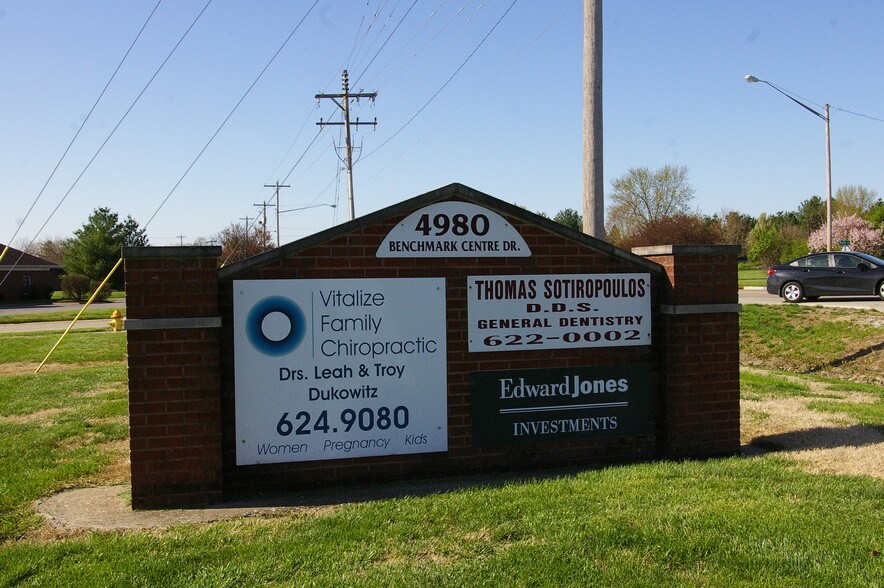 4980
BENCHMARK CENTRE DR.
Vitalize
Family
Chiropractic
Drs. Leah & Troy
Dukowitz
624.9080
Women Pregnancy Kids
THOMAS SOTIROPOULOS
D.D.S.
GENERAL DENTISTRY
622-0002
Edward Jones
INVESTMENTS